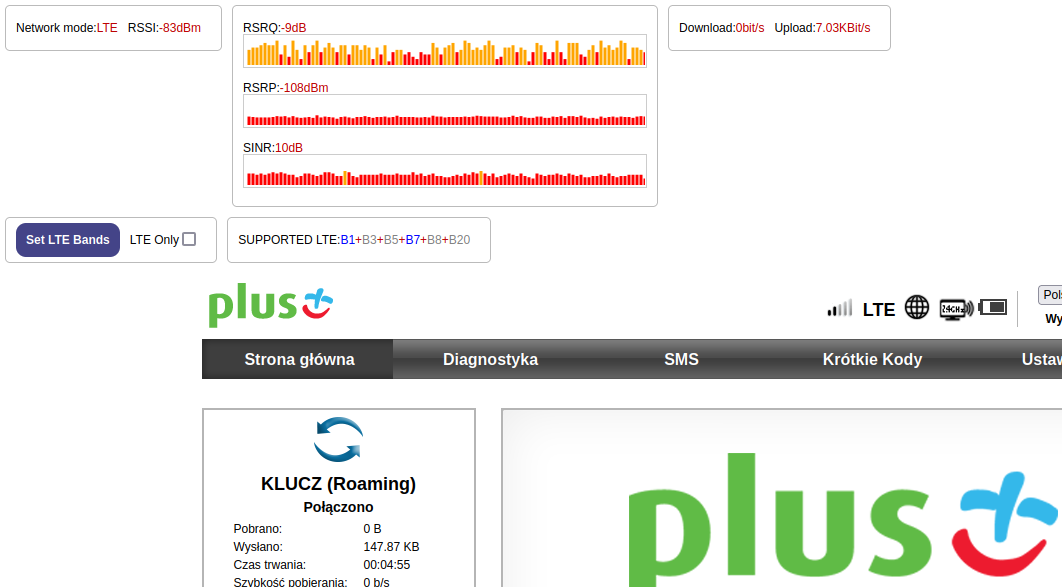 Network mode:LTE RSSI:-83dBm
RSRQ:-9dB
RSRP:-108dBm
SINR:10dB
Download:0bit/s Upload:7.03KBit/s
Set LTE Bands LTE Only
SUPPORTED LTE:B1+B3+B5+B7+B8+B20
plus
LTE
2.4GHz
Pols
Wy
Strona główna Diagnostyka SMS Krótkie Kody Ustaw
KLUCZ (Roaming)
Połączono
Pobrano: 0 B
Wysłano: 147.87 KB
Czas trwania: 00:04:55
Szybkość pobierania: 0 b/s
plus